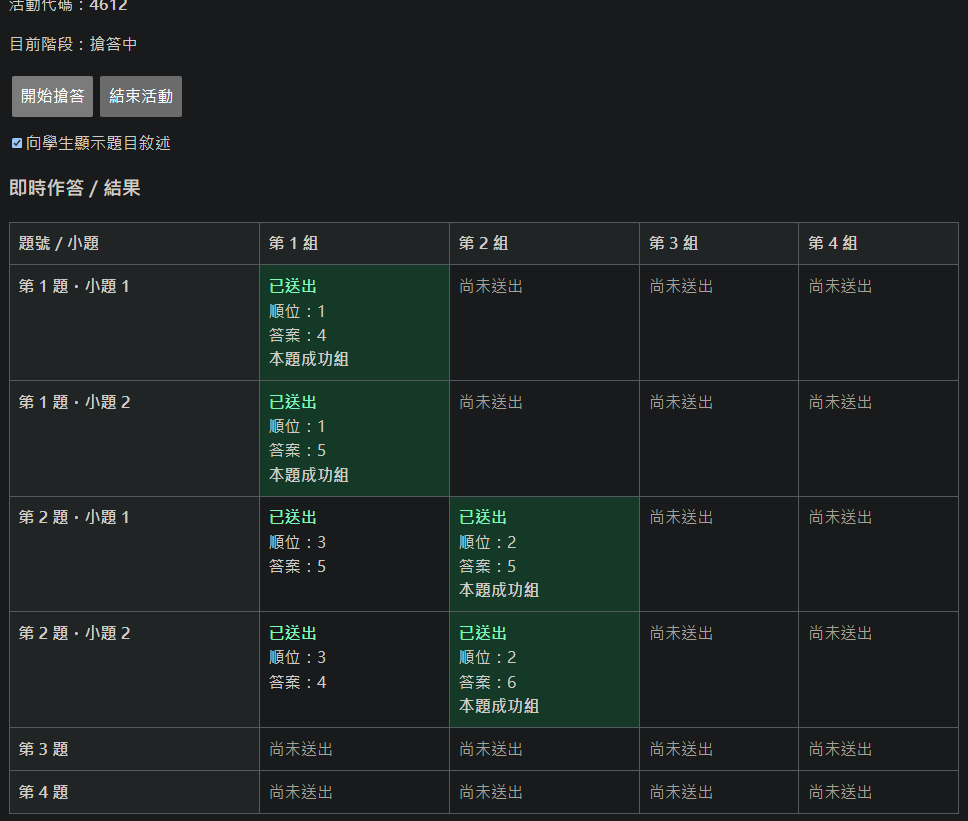 活動代碼：4612
目前階段：搶答中
開始搶答 結束活動
向學生顯示題目敘述
即時作答 / 結果
題號 / 小題 第 1 組 第 2 組 第 3 組 第 4 組
第 1 題・小題 1 已送出 尚未送出 尚未送出 尚未送出
順位：1
答案：4
本題成功組
第 1 題・小題 2 已送出 尚未送出 尚未送出 尚未送出
順位：1
答案：5
本題成功組
第 2 題・小題 1 已送出 已送出 尚未送出 尚未送出
順位：3 順位：2
答案：5 答案：5
本題成功組
第 2 題・小題 2 已送出 已送出 尚未送出 尚未送出
順位：3 順位：2
答案：4 答案：6
本題成功組
第 3 題 尚未送出 尚未送出 尚未送出 尚未送出
第 4 題 尚未送出 尚未送出 尚未送出 尚未送出